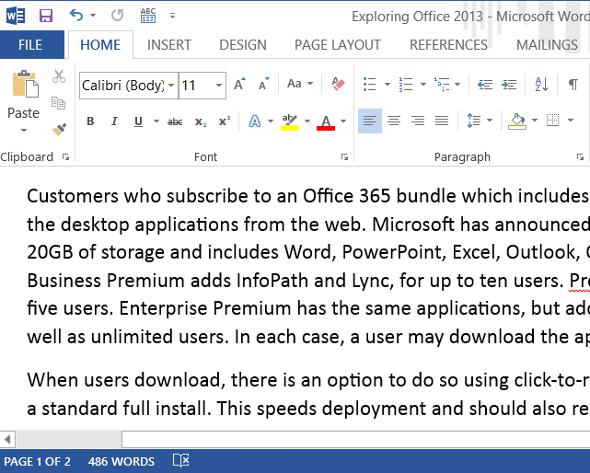 Exploring Office 2013 - Microsoft Word
FILE HOME INSERT DESIGN PAGE LAYOUT REFERENCES MAILINGS
Calibri (Body) 11 Aa
Paste
B I U abc x₂ x² A ab A
Clipboard Font Paragraph
Customers who subscribe to an Office 365 bundle which includes
the desktop applications from the web. Microsoft has announced
20GB of storage and includes Word, PowerPoint, Excel, Outlook,
Business Premium adds InfoPath and Lync, for up to ten users. Pre
five users. Enterprise Premium has the same applications, but add
well as unlimited users. In each case, a user may download the ap
When users download, there is an option to do so using click-to-r
a standard full install. This speeds deployment and should also re
PAGE 1 OF 2 486 WORDS